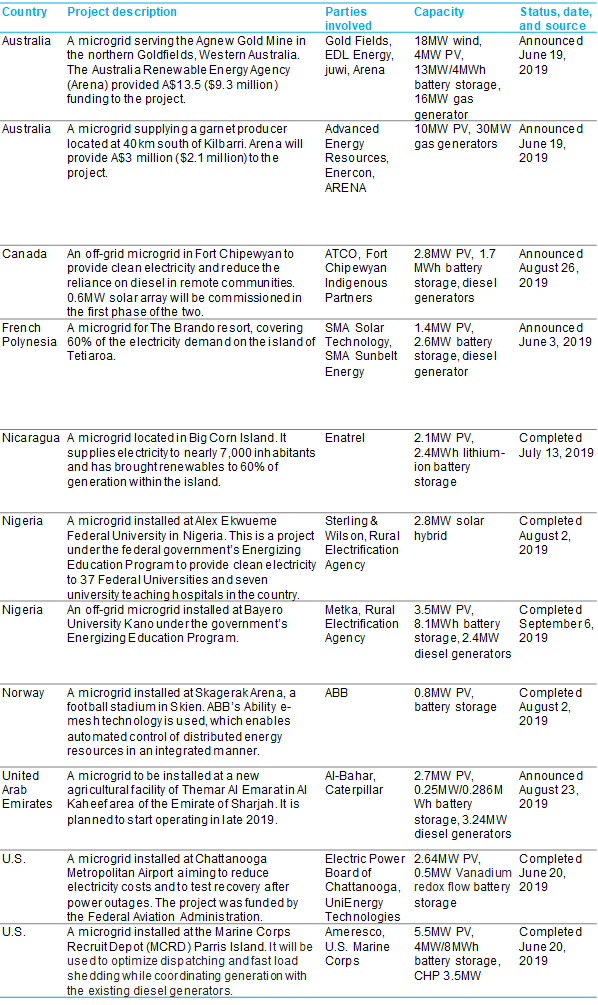 Country Project description Parties involved Capacity Status, date, and source
Australia A microgrid serving the Agnew Gold Mine in Gold Fields, 18MW wind, Announced
the northern Goldfields, Western Australia. EDL Energy, 4MW PV, June 19,
The Australia Renewable Energy Agency juwi, Arena 13MW/4MWh 2019
(Arena) provided A$13.5 ($9.3 million) battery storage,
funding to the project. 16MW gas
generator
Australia A microgrid supplying a garnet producer Advanced 10MW PV, 30MW Announced
located at 40km south of Kilbarri. Arena will Energy gas generators June 19,
provide A$3 million ($2.1 million) to the Resources, 2019
project. Enercon,
ARENA
Canada An off-grid microgrid in Fort Chipewyan to ATCO, Fort 2.8MW PV, 1.7 Announced
provide clean electricity and reduce the Chipewyan MWh battery August 26,
reliance on diesel in remote communities. Indigenous storage, diesel 2019
0.6MW solar array will be commissioned in Partners generators
the first phase of the two.
French A microgrid for The Brando resort, covering SMA Solar 1.4MW PV, Announced
Polynesia 60% of the electricity demand on the island of Technology, 2.6MW battery June 3, 2019
Tetiaroa. SMA Sunbelt storage, diesel
Energy generator
Nicaragua A microgrid located in Big Corn Island. It Enatrel 2.1MW PV, Completed
supplies electricity to nearly 7,000 inhabitants 2.4MWh lithium- July 13, 2019
and has brought renewables to 60% of ion battery
generation within the island. storage
Nigeria A microgrid installed at Alex Ekwueme Sterling & 2.8MW solar Completed
Federal University in Nigeria. This is a project Wilson, Rural hybrid August 2,
under the federal government's Energizing Electrification 2019
Education Program to provide clean electricity Agency
to 37 Federal Universities and seven
university teaching hospitals in the country.
Nigeria An off-grid microgrid installed at Bayero Metka, Rural 3.5MW PV, Completed
University Kano under the government's Electrification 8.1MWh battery September 6,
Energizing Education Program. Agency storage, 2.4MW 2019
diesel generators
Norway A microgrid installed at Skagerak Arena, a ABB 0.8MW PV, Completed
football stadium in Skien. ABB's Ability e- battery storage August 2,
mesh technology is used, which enables 2019
automated control of distributed energy
resources in an integrated manner.
United A microgrid to be installed at a new Al-Bahar, 2.7MW PV, Announced
Arab agricultural facility of Themar Al Emarat in Al Caterpillar 0.25MW/0.286M August 23,
Emirates Kaheef area of the Emirate of Sharjah. It is Wh battery 2019
planned to start operating in late 2019. storage, 3.24MW
diesel generators
U.S. A microgrid installed at Chattanooga Electric Power 2.64MW PV, Completed
Metropolitan Airport aiming to reduce Board of 0.5MW Vanadium June 20,
electricity costs and to test recovery after Chattanooga, redox flow battery 2019
power outages. The project was funded by UniEnergy storage
the Federal Aviation Administration. Technologies
U.S. A microgrid installed at the Marine Corps Ameresco, 5.5MW PV, Completed
Recruit Depot (MCRD) Parris Island. It will be U.S. Marine 4MW/8MWh June 20,
used to optimize dispatching and fast load Corps battery storage, 2019
shedding while coordinating generation with CHP 3.5MW
the existing diesel generators.